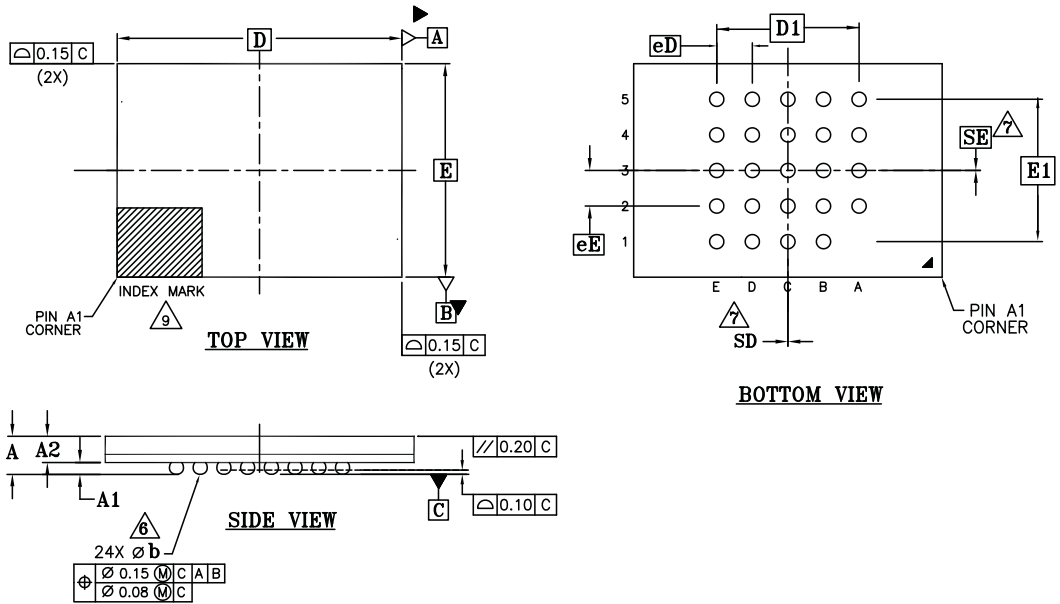 D
A
0.15 C
(2X)
E
INDEX MARK
9
PIN A1
CORNER
B
TOP VIEW
0.15 C
(2X)
D1
eD
5
4
3
2
1
SE
7
E1
eE
E D C B A
7
SD
PIN A1
CORNER
BOTTOM VIEW
A
A2
A1
// 0.20 C
C
0.10 C
6
SIDE VIEW
24X Ø b
⌖ Ø 0.15 Ⓜ C A B
Ø 0.08 Ⓜ C